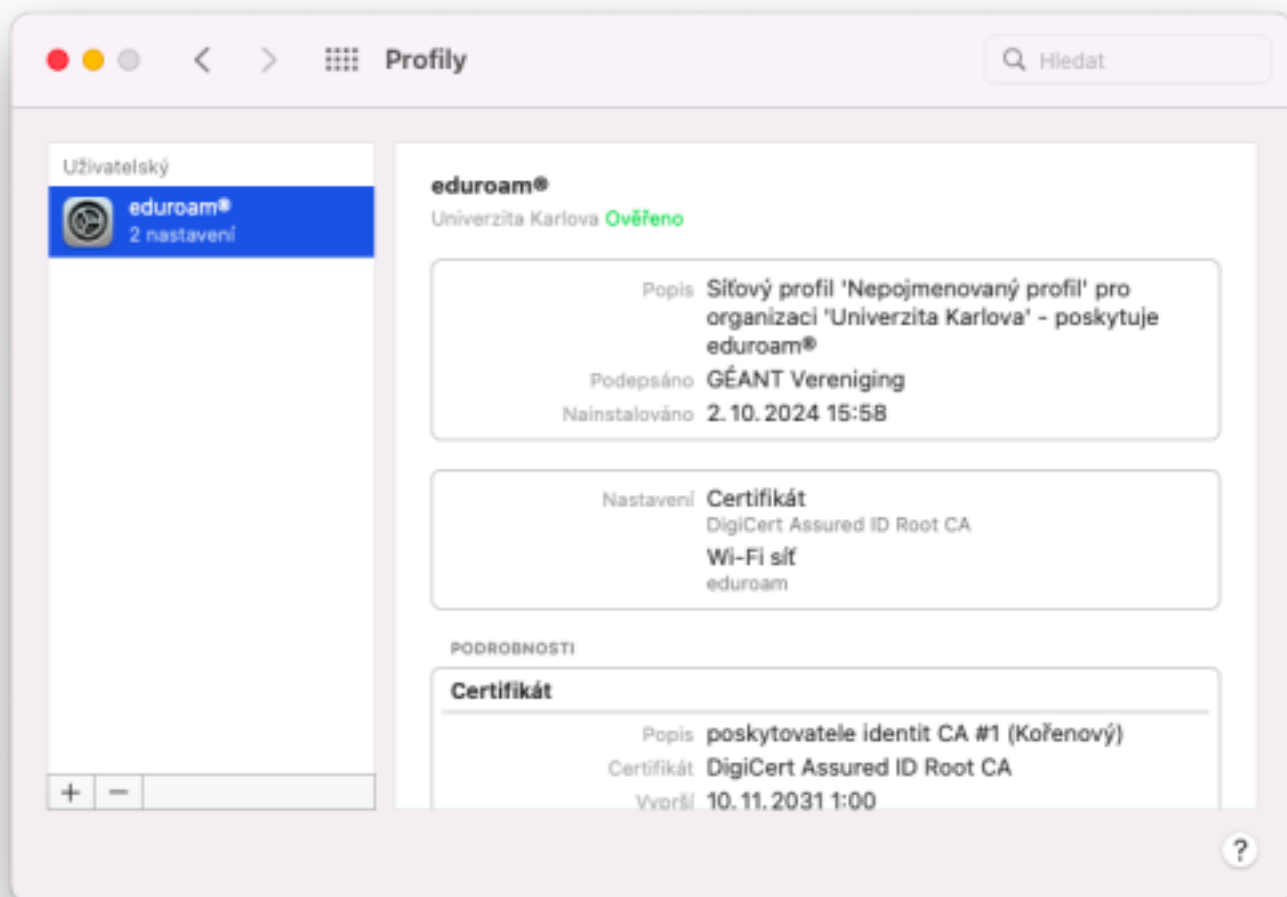 Profily
Hledat
Uživatelský
eduroam®
2 nastavení
eduroam®
Univerzita Karlova Ověřeno
Popis Síťový profil 'Nepojmenovaný profil' pro
organizaci 'Univerzita Karlova' - poskytuje
eduroam®
Podepsáno GÉANT Vereniging
Nainstalováno 2. 10. 2024 15:58
Nastavení Certifikát
DigiCert Assured ID Root CA
Wi-Fi síť
eduroam
PODROBNOSTI
Certifikát
Popis poskytovatele identit CA #1 (Kořenový)
Certifikát DigiCert Assured ID Root CA
Vyprší 10. 11. 2031 1:00
+ −
?